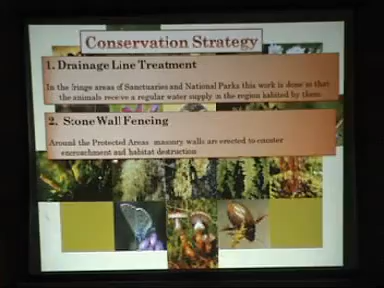 Conservation Strategy
1. Drainage Line Treatment
In the fringe areas of Sanctuaries and National Parks this work is done so that
the animals receive a regular water supply in the region habited by them.
2. Stone Wall Fencing
Around the Protected Areas masonry walls are erected to counter
encroachment and habitat destruction